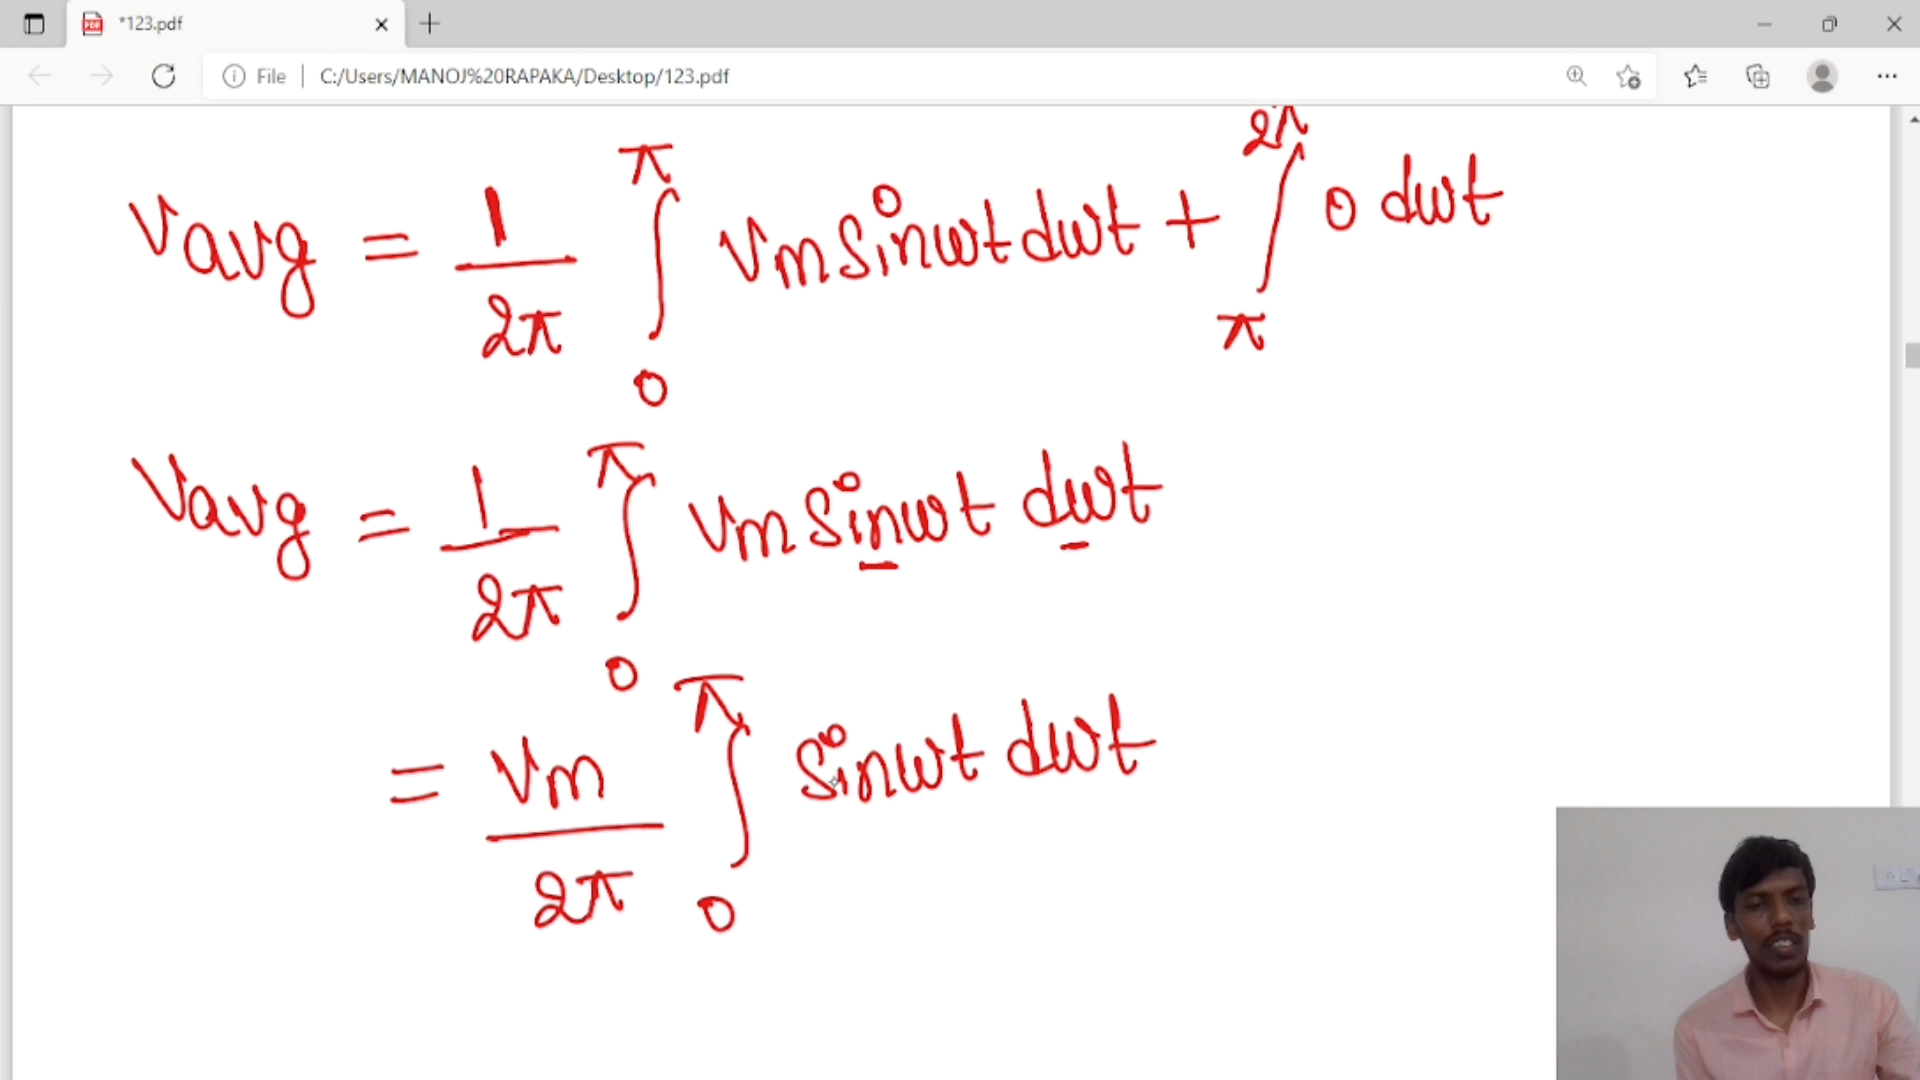 *123.pdf
File C:/Users/MANOJ%20RAPAKA/Desktop/123.pdf
Vavg = 1/2π ∫₀^π Vm sinωt dωt + ∫_π^2π 0 dωt
Vavg = 1/2π ∫₀^π Vm sinωt dωt
= Vm/2π ∫₀^π sinωt dωt